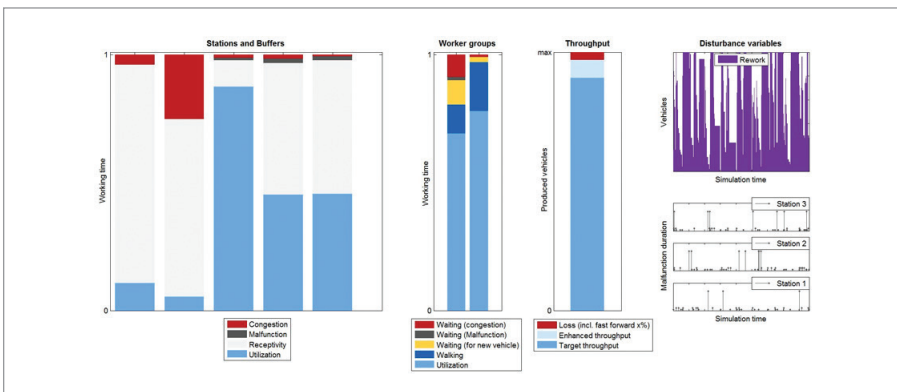 Stations and Buffers
1
Working time
0
Congestion
Malfunction
Receptivity
Utilization
Worker groups
1
Working time
0
Waiting (congestion)
Waiting (Malfunction)
Waiting (for new vehicle)
Walking
Utilization
Throughput
max
Produced vehicles
0
Loss (incl. fast forward x%)
Enhanced throughput
Target throughput
Disturbance variables
Rework
Vehicles
Simulation time
Station 3
Station 2
Station 1
Malfunction duration
Simulation time